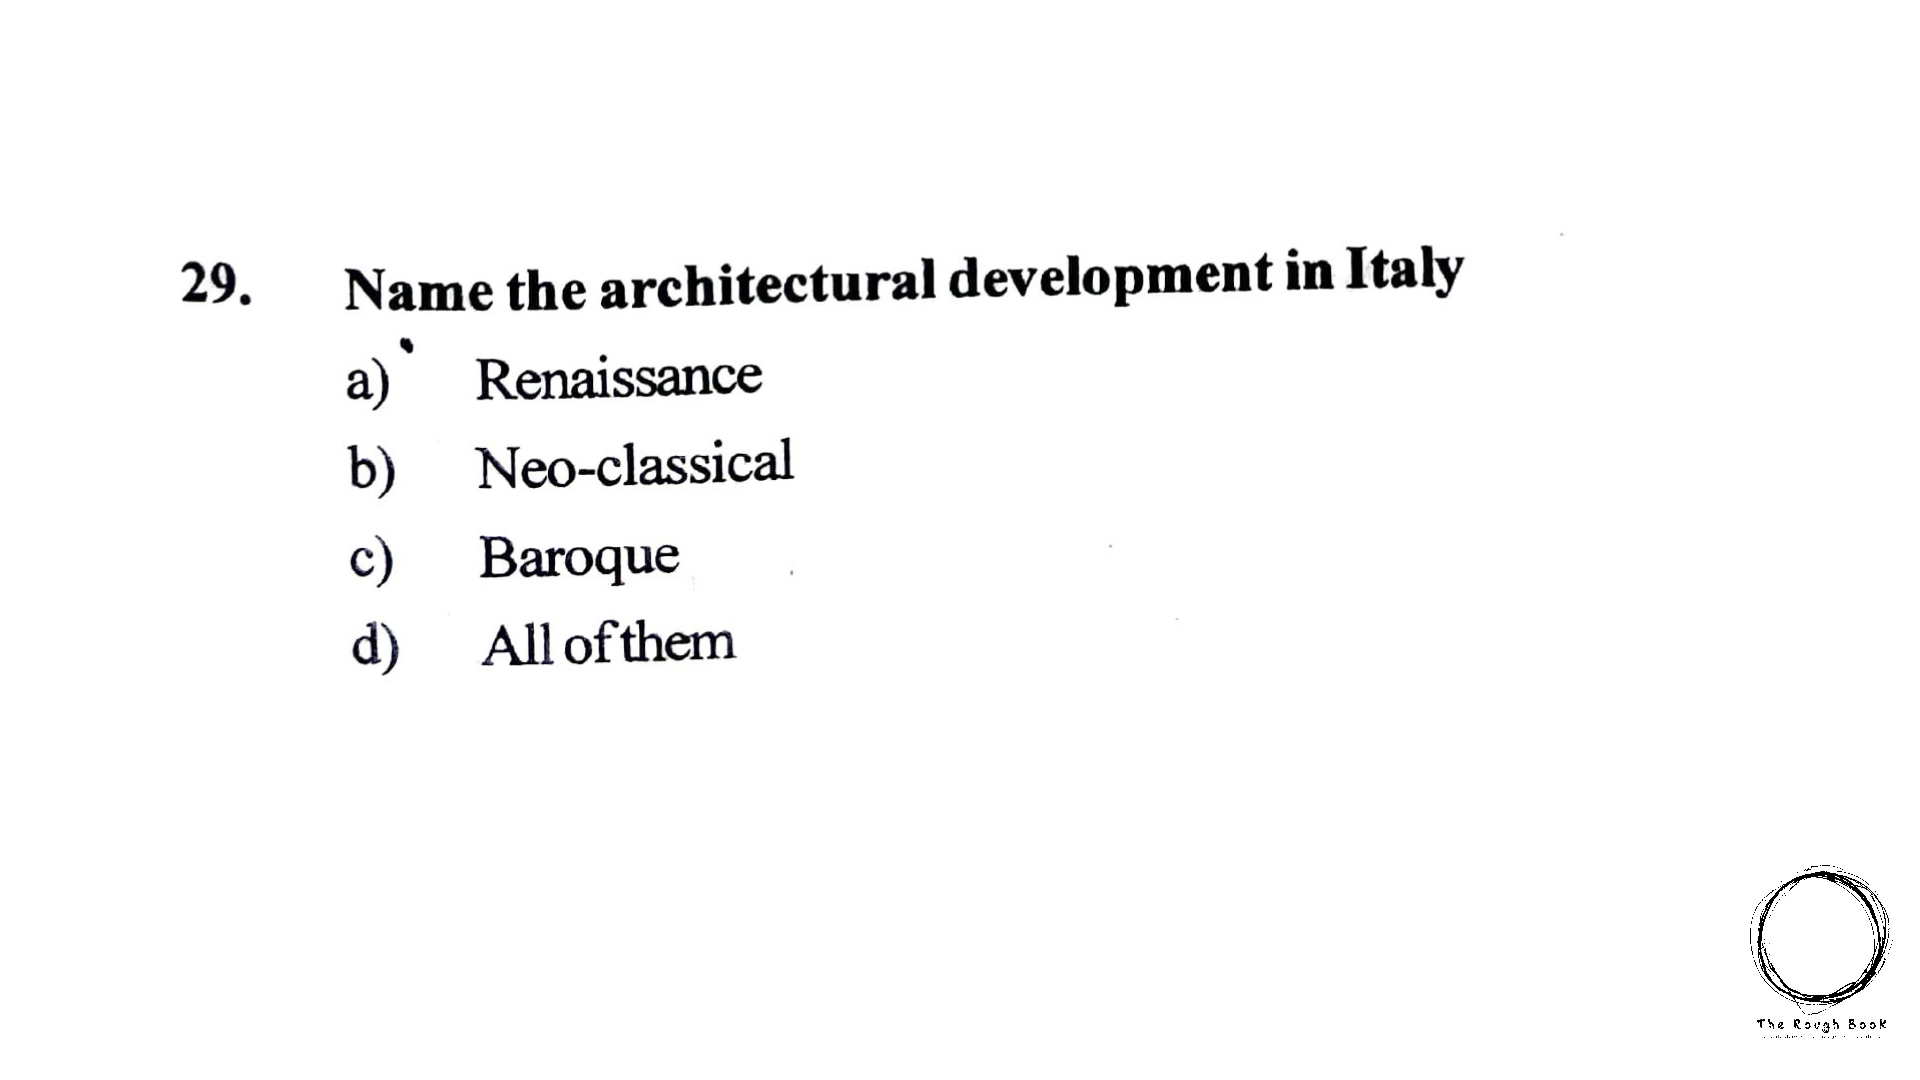 29. Name the architectural development in Italy
a) Renaissance
b) Neo-classical
c) Baroque
d) All of them
The Rough Book